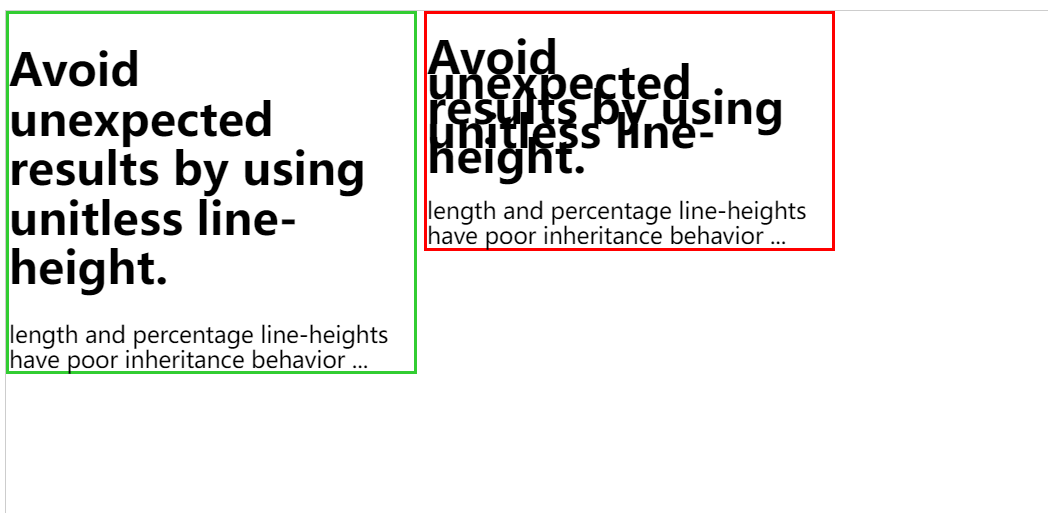 Avoid
unexpected
results by using
unitless line-
height.
length and percentage line-heights
have poor inheritance behavior ...
Avoid
unexpected
results by using
unitless line-
height.
length and percentage line-heights
have poor inheritance behavior ...